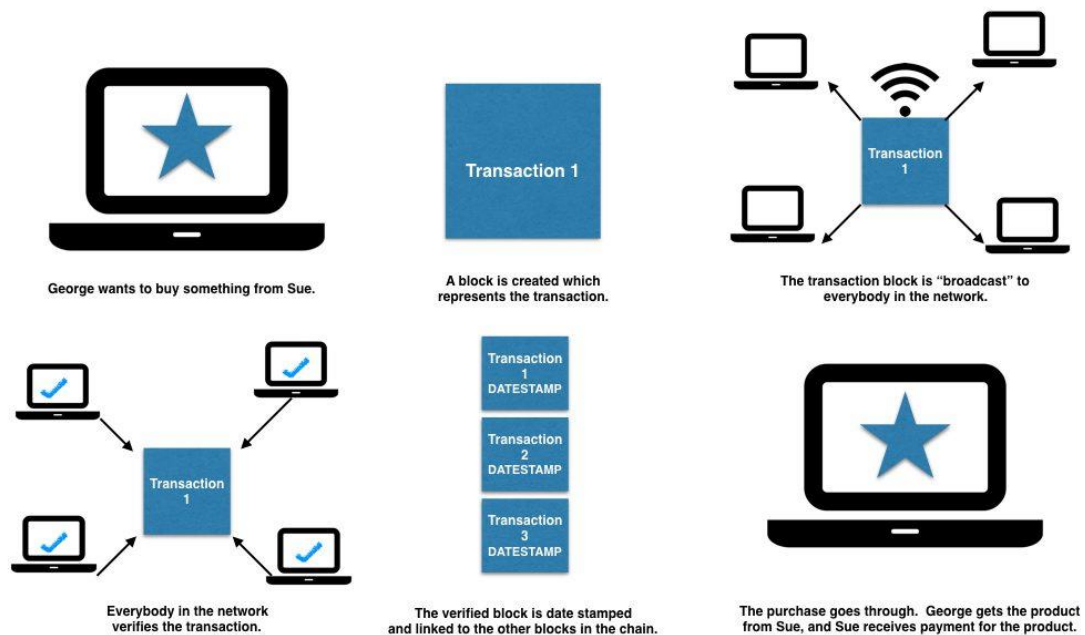 Transaction 1
Transaction
1
George wants to buy something from Sue.
A block is created which
represents the transaction.
The transaction block is “broadcast” to
everybody in the network.
Transaction
1
Transaction
1
DATESTAMP
Transaction
2
DATESTAMP
Transaction
3
DATESTAMP
Everybody in the network
verifies the transaction.
The verified block is date stamped
and linked to the other blocks in the chain.
The purchase goes through.  George gets the product
from Sue, and Sue receives payment for the product.